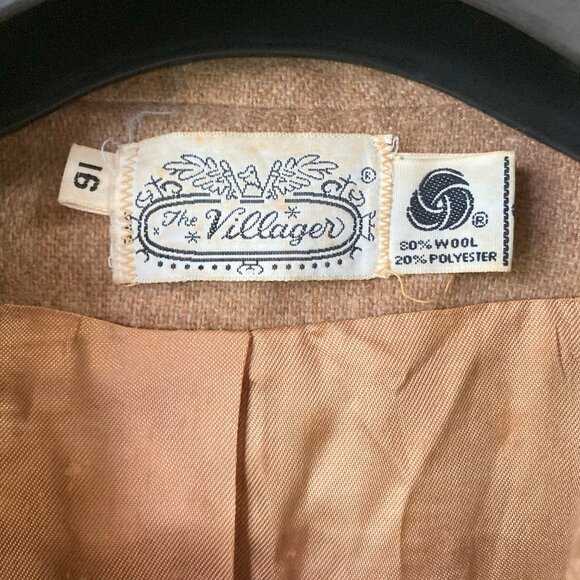 16
The Villager ®
®
80% WOOL
20% POLYESTER